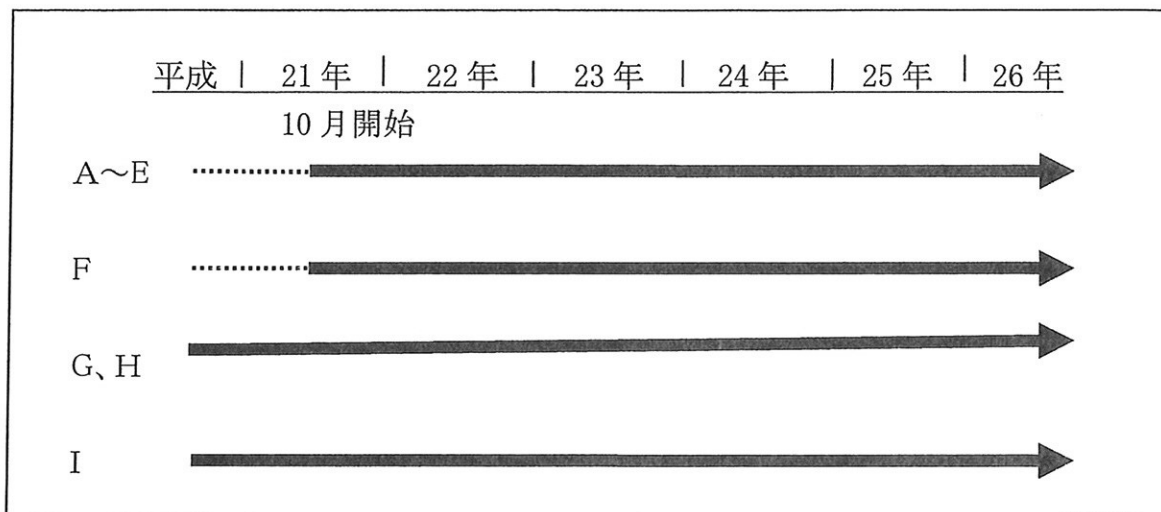 平成 | 21年 | 22年 | 23年 | 24年 | 25年 | 26年
10月開始
A～E
F
G、H
I